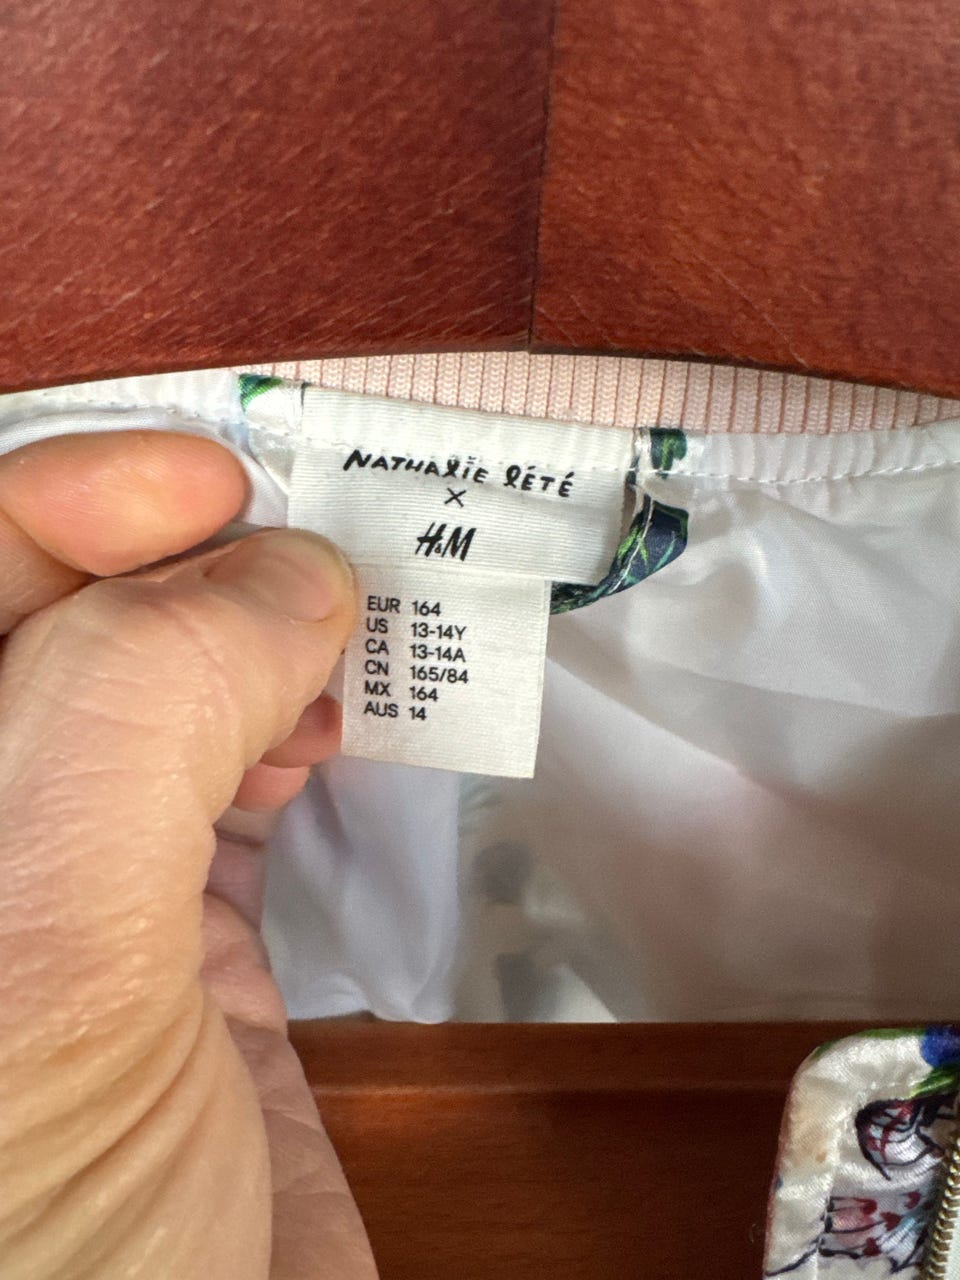 NATHALIE LÉTÉ
×
H&M
EUR 164
US 13-14Y
CA 13-14A
CN 165/84
MX 164
AUS 14